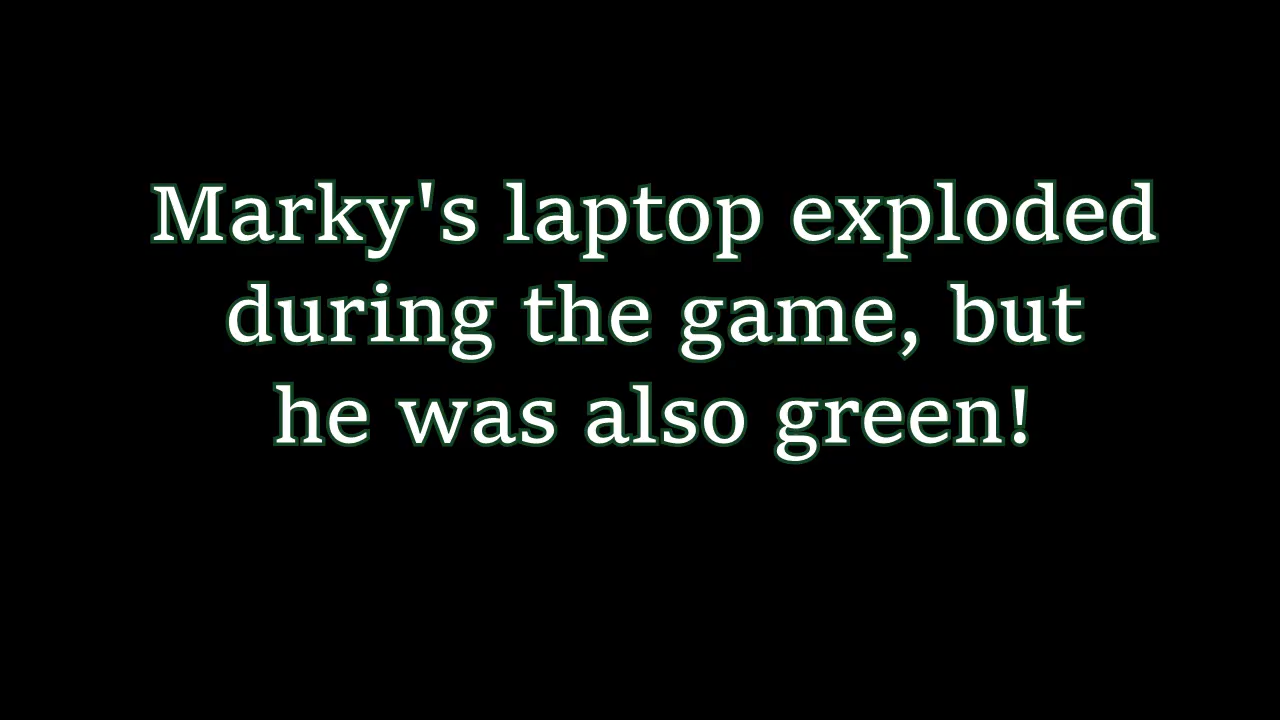 Marky's laptop exploded
during the game, but
he was also green!